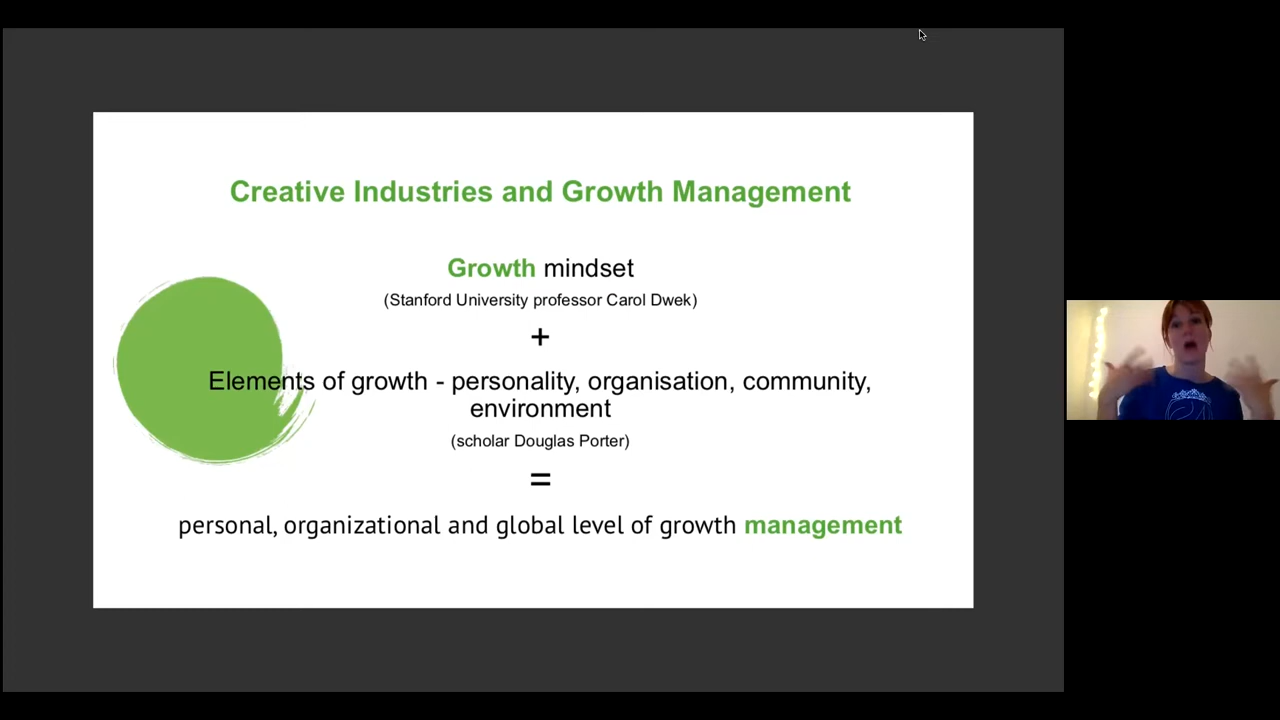 Creative Industries and Growth Management
Growth mindset
(Stanford University professor Carol Dwek)
+
Elements of growth - personality, organisation, community,
environment
(scholar Douglas Porter)
=
personal, organizational and global level of growth management